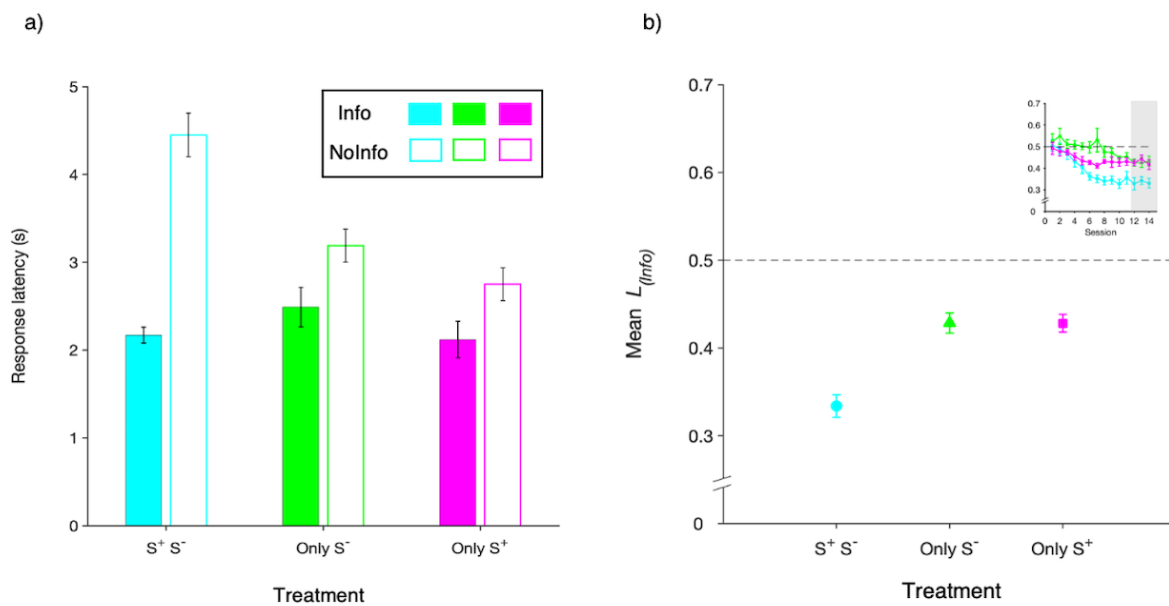 a)
5
4
3
2
1
0
Response latency (s)
Info
NoInfo
S⁺ S⁻
Only S⁻
Only S⁺
Treatment
b)
0.7
0.6
0.5
0.4
0.3
0
Mean L(Info)
0.7
0.6
0.5
0.4
0.3
0 2 4 6 8 10 12 14
Session
S⁺ S⁻
Only S⁻
Only S⁺
Treatment